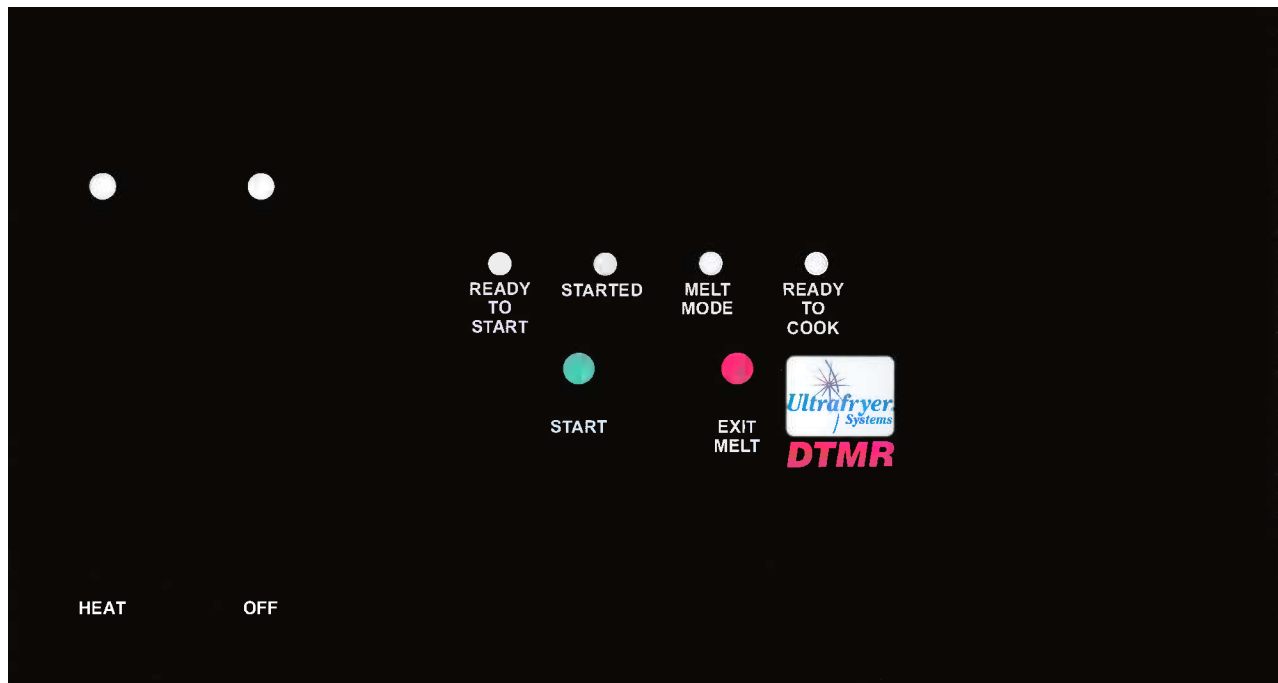 READY
TO
START
STARTED
MELT
MODE
READY
TO
COOK
START
EXIT
MELT
Ultrafryer
Systems
DTMR
HEAT
OFF